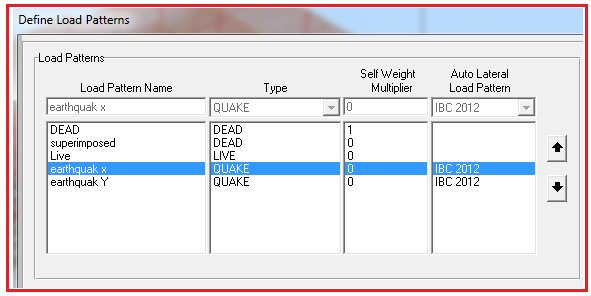 Define Load Patterns
Load Patterns
Load Pattern Name Type Self Weight Multiplier Auto Lateral Load Pattern
earthquak x QUAKE 0 IBC 2012
DEAD DEAD 1
superimposed DEAD 0
Live LIVE 0
earthquak x QUAKE 0 IBC 2012
earthquak Y QUAKE 0 IBC 2012